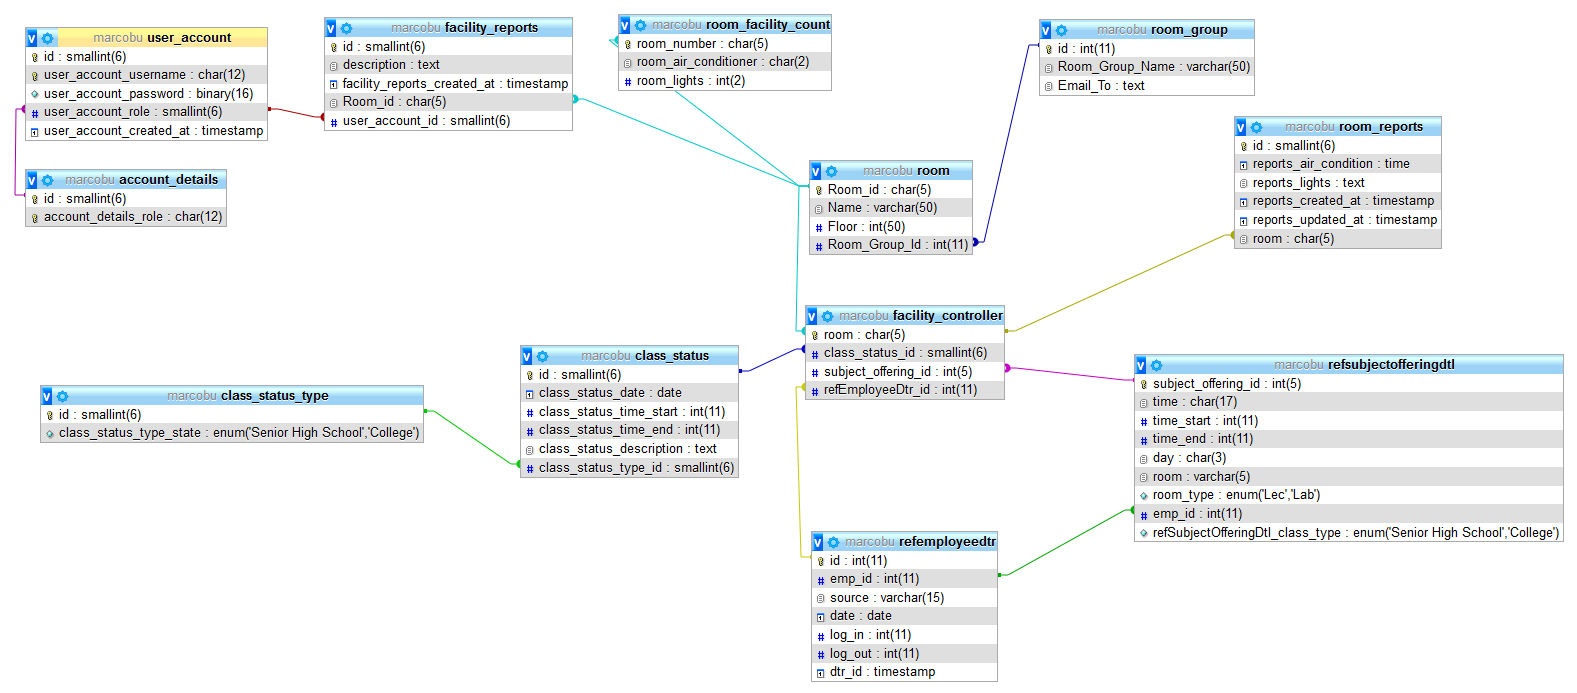 marcobu user_account
id : smallint(6)
user_account_username : char(12)
user_account_password : binary(16)
user_account_role : smallint(6)
user_account_created_at : timestamp
marcobu account_details
id : smallint(6)
account_details_role : char(12)
marcobu facility_reports
id : smallint(6)
description : text
facility_reports_created_at : timestamp
Room_id : char(5)
user_account_id : smallint(6)
marcobu room_facility_count
room_number : char(5)
room_air_conditioner : char(2)
room_lights : int(2)
marcobu room_group
id : int(11)
Room_Group_Name : varchar(50)
Email_To : text
marcobu room_reports
id : smallint(6)
reports_air_condition : time
reports_lights : text
reports_created_at : timestamp
reports_updated_at : timestamp
room : char(5)
marcobu room
Room_id : char(5)
Name : varchar(50)
Floor : int(50)
Room_Group_Id : int(11)
marcobu facility_controller
room : char(5)
class_status_id : smallint(6)
subject_offering_id : int(5)
refEmployeeDtr_id : int(11)
marcobu class_status
id : smallint(6)
class_status_date : date
class_status_time_start : int(11)
class_status_time_end : int(11)
class_status_description : text
class_status_type_id : smallint(6)
marcobu class_status_type
id : smallint(6)
class_status_type_state : enum('Senior High School','College')
marcobu refsubjectofferingdtl
subject_offering_id : int(5)
time : char(17)
time_start : int(11)
time_end : int(11)
day : char(3)
room : varchar(5)
room_type : enum('Lec','Lab')
emp_id : int(11)
refSubjectOfferingDtl_class_type : enum('Senior High School','College')
marcobu refemployeedtr
id : int(11)
emp_id : int(11)
source : varchar(15)
date : date
log_in : int(11)
log_out : int(11)
dtr_id : timestamp